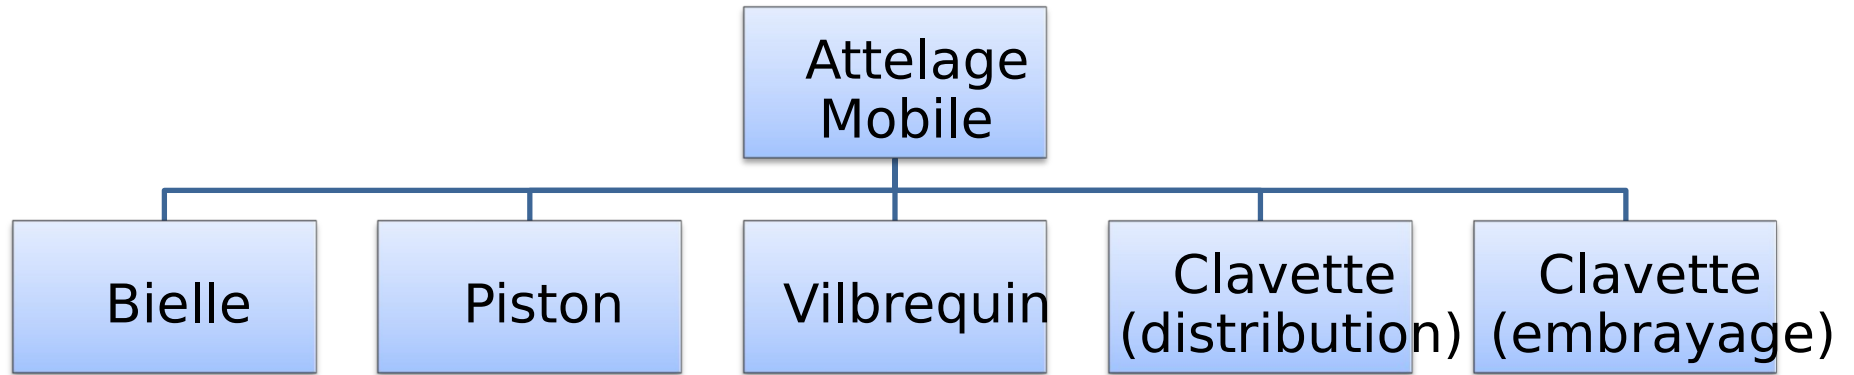 Attelage
Mobile
Bielle
Piston
Vilbrequin
Clavette
(distribution)
Clavette
(embrayage)